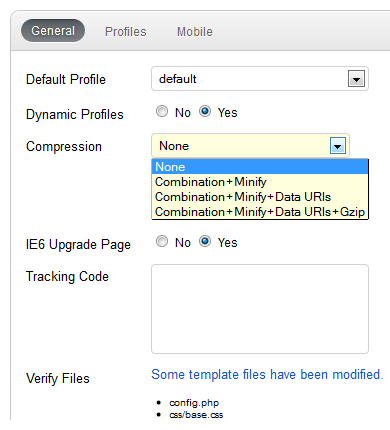 General Profiles Mobile
Default Profile default
Dynamic Profiles No Yes
Compression None
None
Combination+Minify
Combination+Minify+Data URIs
Combination+Minify+Data URIs+Gzip
IE6 Upgrade Page No Yes
Tracking Code
Verify Files Some template files have been modified.
config.php
css/base.css